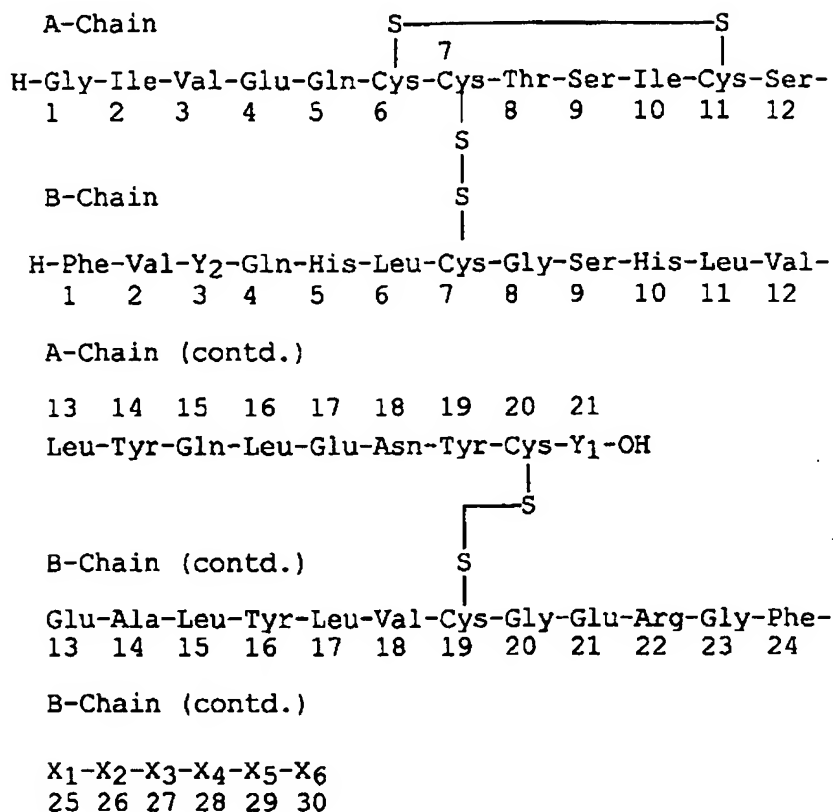 A-Chain
S S
7
H-Gly-Ile-Val-Glu-Gln-Cys-Cys-Thr-Ser-Ile-Cys-Ser-
1 2 3 4 5 6 8 9 10 11 12
S
S
B-Chain
H-Phe-Val-Y2-Gln-His-Leu-Cys-Gly-Ser-His-Leu-Val-
1 2 3 4 5 6 7 8 9 10 11 12
A-Chain (contd.)
13 14 15 16 17 18 19 20 21
Leu-Tyr-Gln-Leu-Glu-Asn-Tyr-Cys-Y1-OH
S
S
B-Chain (contd.)
Glu-Ala-Leu-Tyr-Leu-Val-Cys-Gly-Glu-Arg-Gly-Phe-
13 14 15 16 17 18 19 20 21 22 23 24
B-Chain (contd.)
X1-X2-X3-X4-X5-X6
25 26 27 28 29 30